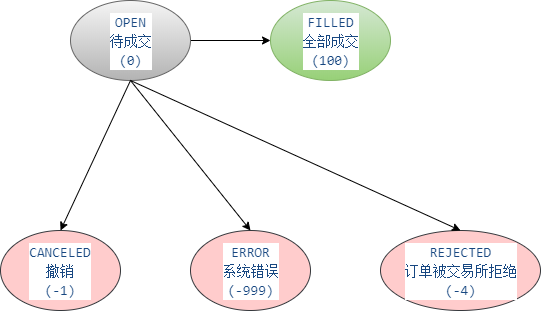 OPEN
待成交
(0)
FILLED
全部成交
(100)
CANCELED
撤销
(-1)
ERROR
系统错误
(-999)
REJECTED
订单被交易所拒绝
(-4)